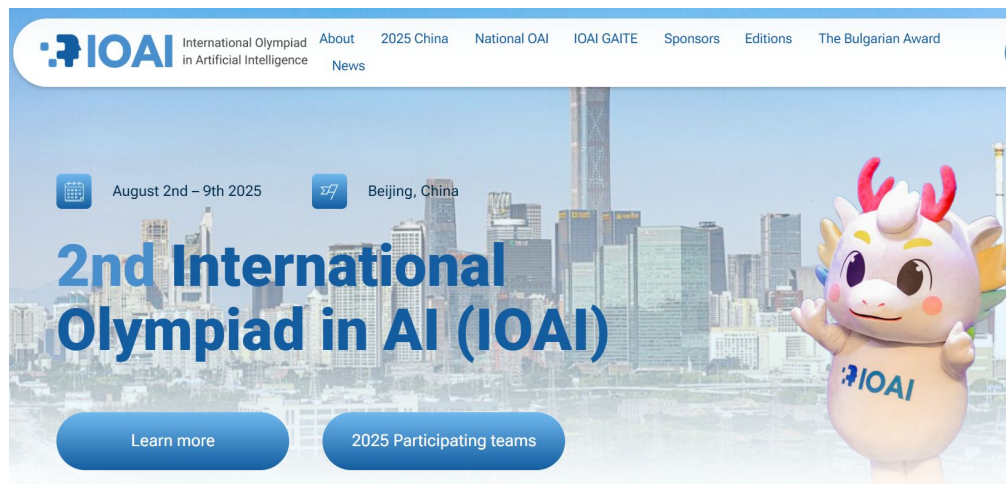 IOAI
International Olympiad
in Artificial Intelligence
About 2025 China National OAI IOAI GAITE Sponsors Editions The Bulgarian Award
News
August 2nd – 9th 2025 Beijing, China
2nd International
Olympiad in AI (IOAI)
IOAI
Learn more 2025 Participating teams